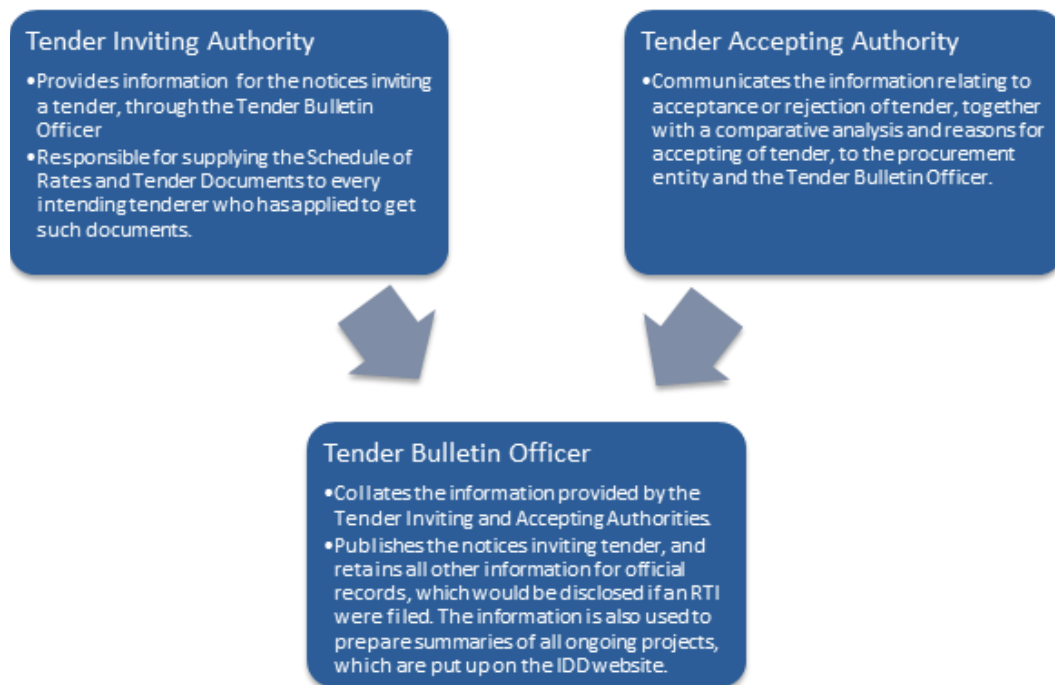 Tender Inviting Authority
•Provides information for the notices inviting
a tender, through the Tender Bulletin
Officer
•Responsible for supplying the Schedule of
Rates and Tender Documents to every
intending tenderer who has applied to get
such documents.
Tender Accepting Authority
•Communicates the information relating to
acceptance or rejection of tender, together
with a comparative analysis and reasons for
accepting of tender, to the procurement
entity and the Tender Bulletin Officer.
Tender Bulletin Officer
•Collates the information provided by the
Tender Inviting and Accepting Authorities.
•Publishes the notices inviting tender, and
retains all other information for official
records, which would be disclosed if an RTI
were filed. The information is also used to
prepare summaries of all ongoing projects,
which are put up on the IDD website.